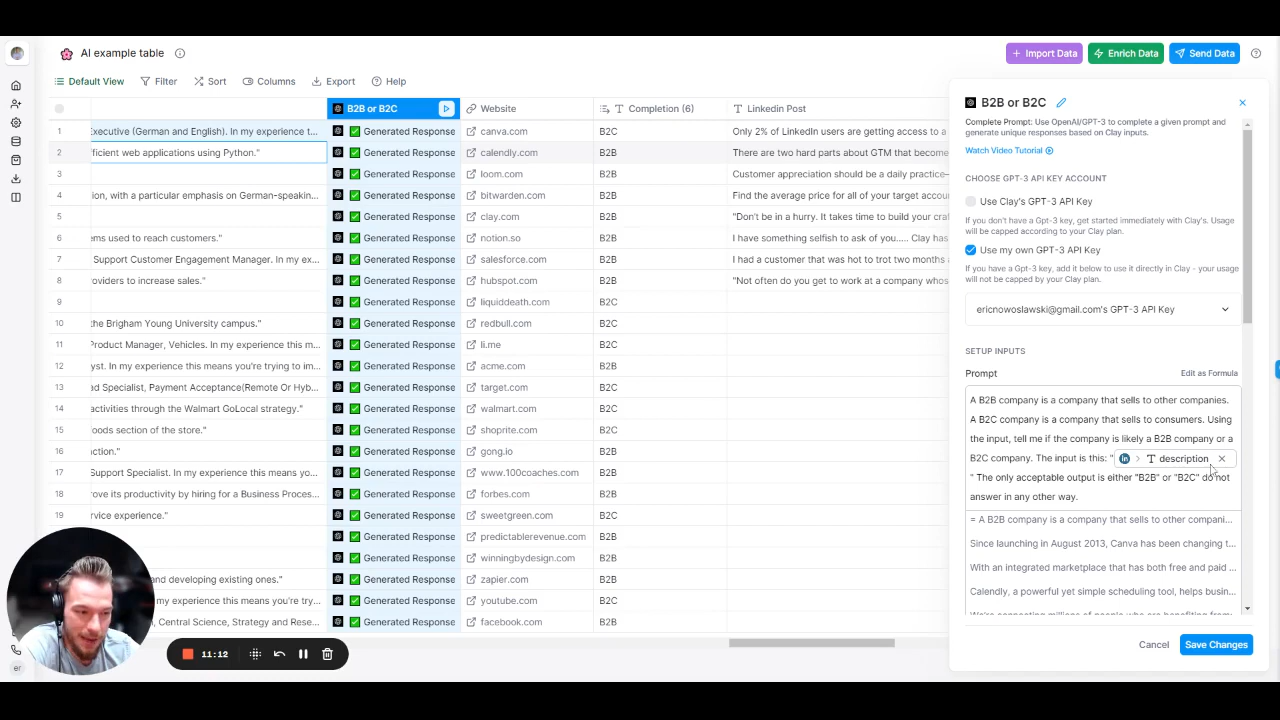 AI example table
Import Data
Enrich Data
Send Data
Default View
Filter
Sort
Columns
Export
Help
B2B or B2C
Website
Completion (6)
Linkedin Post
1 Executive (German and English). In my experience t... Generated Response canva.com B2C Only 2% of LinkedIn users are getting access to a
2 fficient web applications using Python." Generated Response calendly.com B2B There are two hard parts about GTM that become
3 Generated Response loom.com B2B Customer appreciation should be a daily practice—
4 ion, with a particular emphasis on German-speakin... Generated Response bitwarden.com B2B Find the average price for all of your target accour
5 Generated Response clay.com B2B "Don't be in a hurry. It takes time to build your cra
6 ems used to reach customers." Generated Response notion.so B2B I have something selfish to ask of you..... Clay has
7 Support Customer Engagement Manager. In my ex... Generated Response salesforce.com B2B I had a customer that was hot to trot two months
8 roviders to increase sales." Generated Response hubspot.com B2B "Not often do you get to work at a company whos
9 Generated Response liquiddeath.com B2C
10 the Brigham Young University campus." Generated Response redbull.com B2C
11 Product Manager, Vehicles. In my experience this m... Generated Response li.me B2C
12 yst. In my experience this means you're trying to im... Generated Response acme.com B2B
13 ad Specialist, Payment Acceptance(Remote Or Hyb... Generated Response target.com B2C
14 activities through the Walmart GoLocal strategy." Generated Response walmart.com B2C
15 oods section of the store." Generated Response shoprite.com B2C
16 action." Generated Response gong.io B2B
17 Support Specialist. In my experience this means yo... Generated Response www.100coaches.com B2B
18 rove its productivity by hiring for a Business Proces... Generated Response forbes.com B2B
19 rvice experience." Generated Response sweetgreen.com B2C
Generated Response predictablerevenue.com B2B
Generated Response winningbydesign.com B2B
and developing existing ones." Generated Response zapier.com B2B
my experience this means you're try... Generated Response youtube.com B2C
, Central Science, Strategy and Rese... Generated Response facebook.com B2B
11:12
er
B2B or B2C
Complete Prompt: Use OpenAI/GPT-3 to complete a given prompt and
generate unique responses based on Clay inputs.
Watch Video Tutorial
CHOOSE GPT-3 API KEY ACCOUNT
Use Clay's GPT-3 API Key
If you don't have a Gpt-3 key, get started immediately with Clay's. Usage
will be capped according to your Clay plan.
Use my own GPT-3 API Key
If you have a Gpt-3 key, add it below to use it directly in Clay - your usage
will not be capped by your Clay plan.
ericnowoslawski@gmail.com's GPT-3 API Key
SETUP INPUTS
Prompt
Edit as Formula
A B2B company is a company that sells to other companies.
A B2C company is a company that sells to consumers. Using
the input, tell me if the company is likely a B2B company or a
B2C company. The input is this: " in > T description
" The only acceptable output is either "B2B" or "B2C" do not
answer in any other way.
= A B2B company is a company that sells to other compani...
Since launching in August 2013, Canva has been changing t...
With an integrated marketplace that has both free and paid ...
Calendly, a powerful yet simple scheduling tool, helps busin...
Cancel
Save Changes